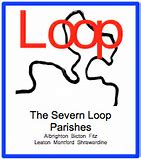 Loop
The Severn Loop
Parishes
Albrighton Bicton Fitz
Leaton Montford Shrawardine